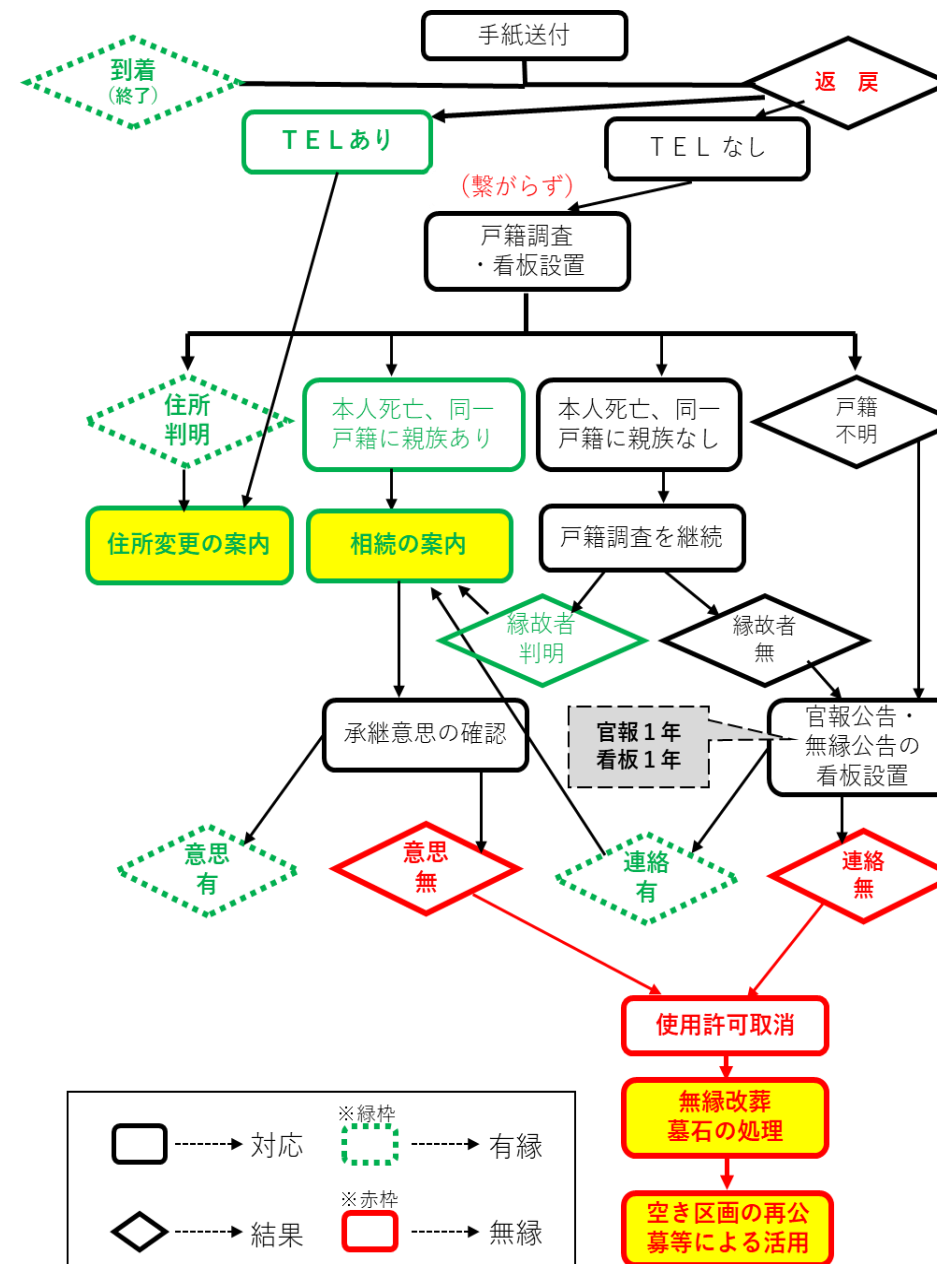 手紙送付
到着
(終了)
返　戻
ＴＥＬあり
ＴＥＬ なし
(繋がらず)
戸籍調査
・看板設置
住所
判明
本人死亡、同一
戸籍に親族あり
本人死亡、同一
戸籍に親族なし
戸籍
不明
住所変更の案内
相続の案内
戸籍調査を継続
縁故者
判明
縁故者
無
承継意思の確認
官報１年
看板１年
官報公告・
無縁公告の
看板設置
意思
有
意思
無
連絡
有
連絡
無
使用許可取消
無縁改葬
墓石の処理
空き区画の再公
募等による活用
対応
※緑枠
有縁
結果
※赤枠
無縁